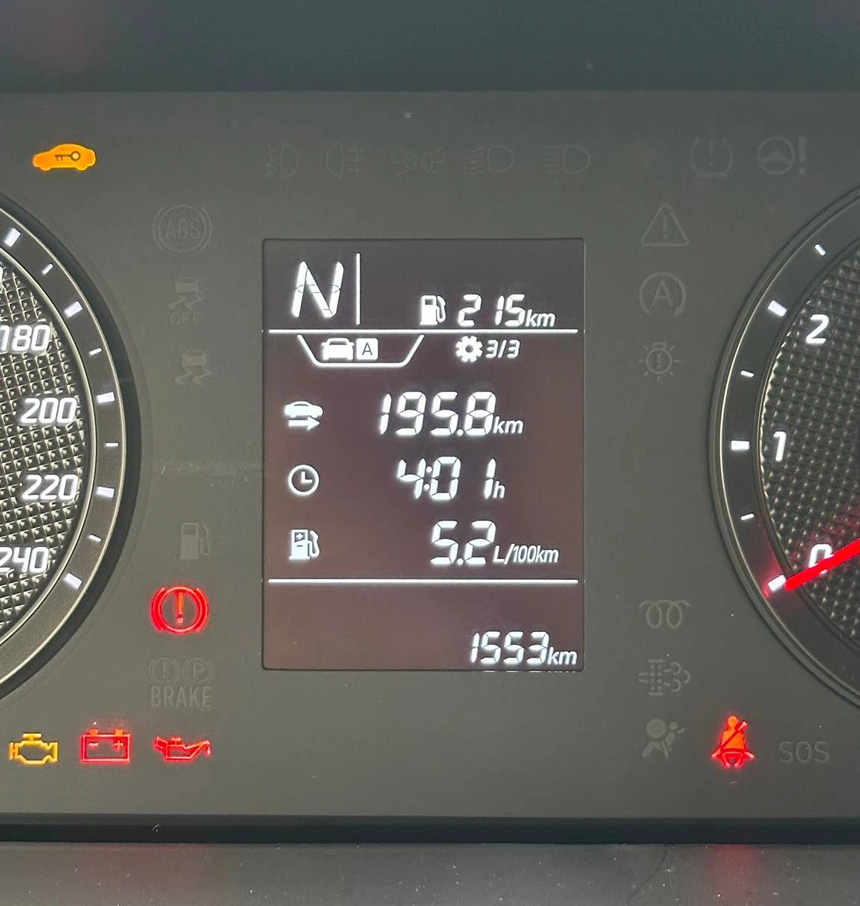 ABS
OFF
N
215km
A
A
3/3
180
200
220
240
195.8km
4:01h
5.2L/100km
2
1
0
P
BRAKE
1553km
SOS